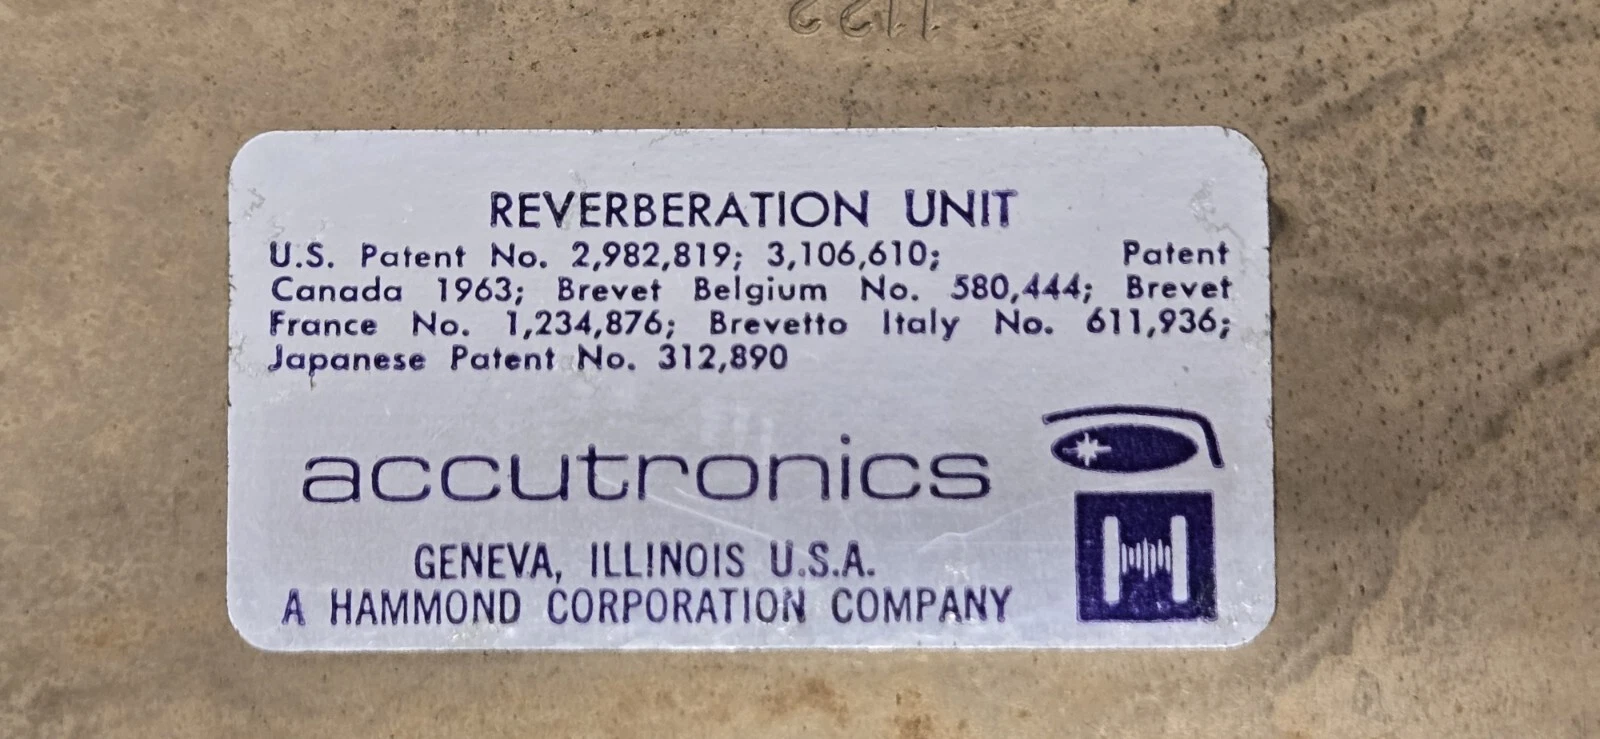 1122
REVERBERATION UNIT
U.S. Patent No. 2,982,819; 3,106,610; Patent
Canada 1963; Brevet Belgium No. 580,444; Brevet
France No. 1,234,876; Brevetto Italy No. 611,936;
Japanese Patent No. 312,890
accutronics
GENEVA, ILLINOIS U.S.A.
A HAMMOND CORPORATION COMPANY
H